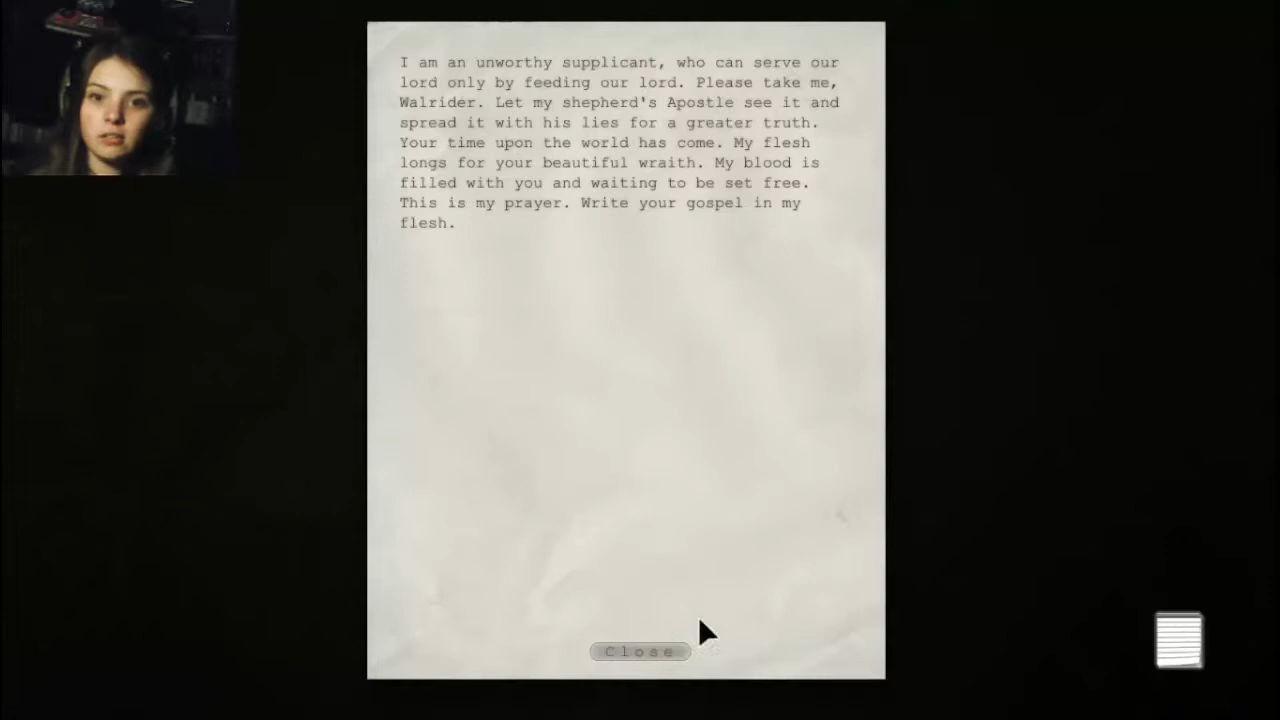 I am an unworthy supplicant, who can serve our
lord only by feeding our lord. Please take me,
Walrider. Let my shepherd's Apostle see it and
spread it with his lies for a greater truth.
Your time upon the world has come. My flesh
longs for your beautiful wraith. My blood is
filled with you and waiting to be set free.
This is my prayer. Write your gospel in my
flesh.
Close